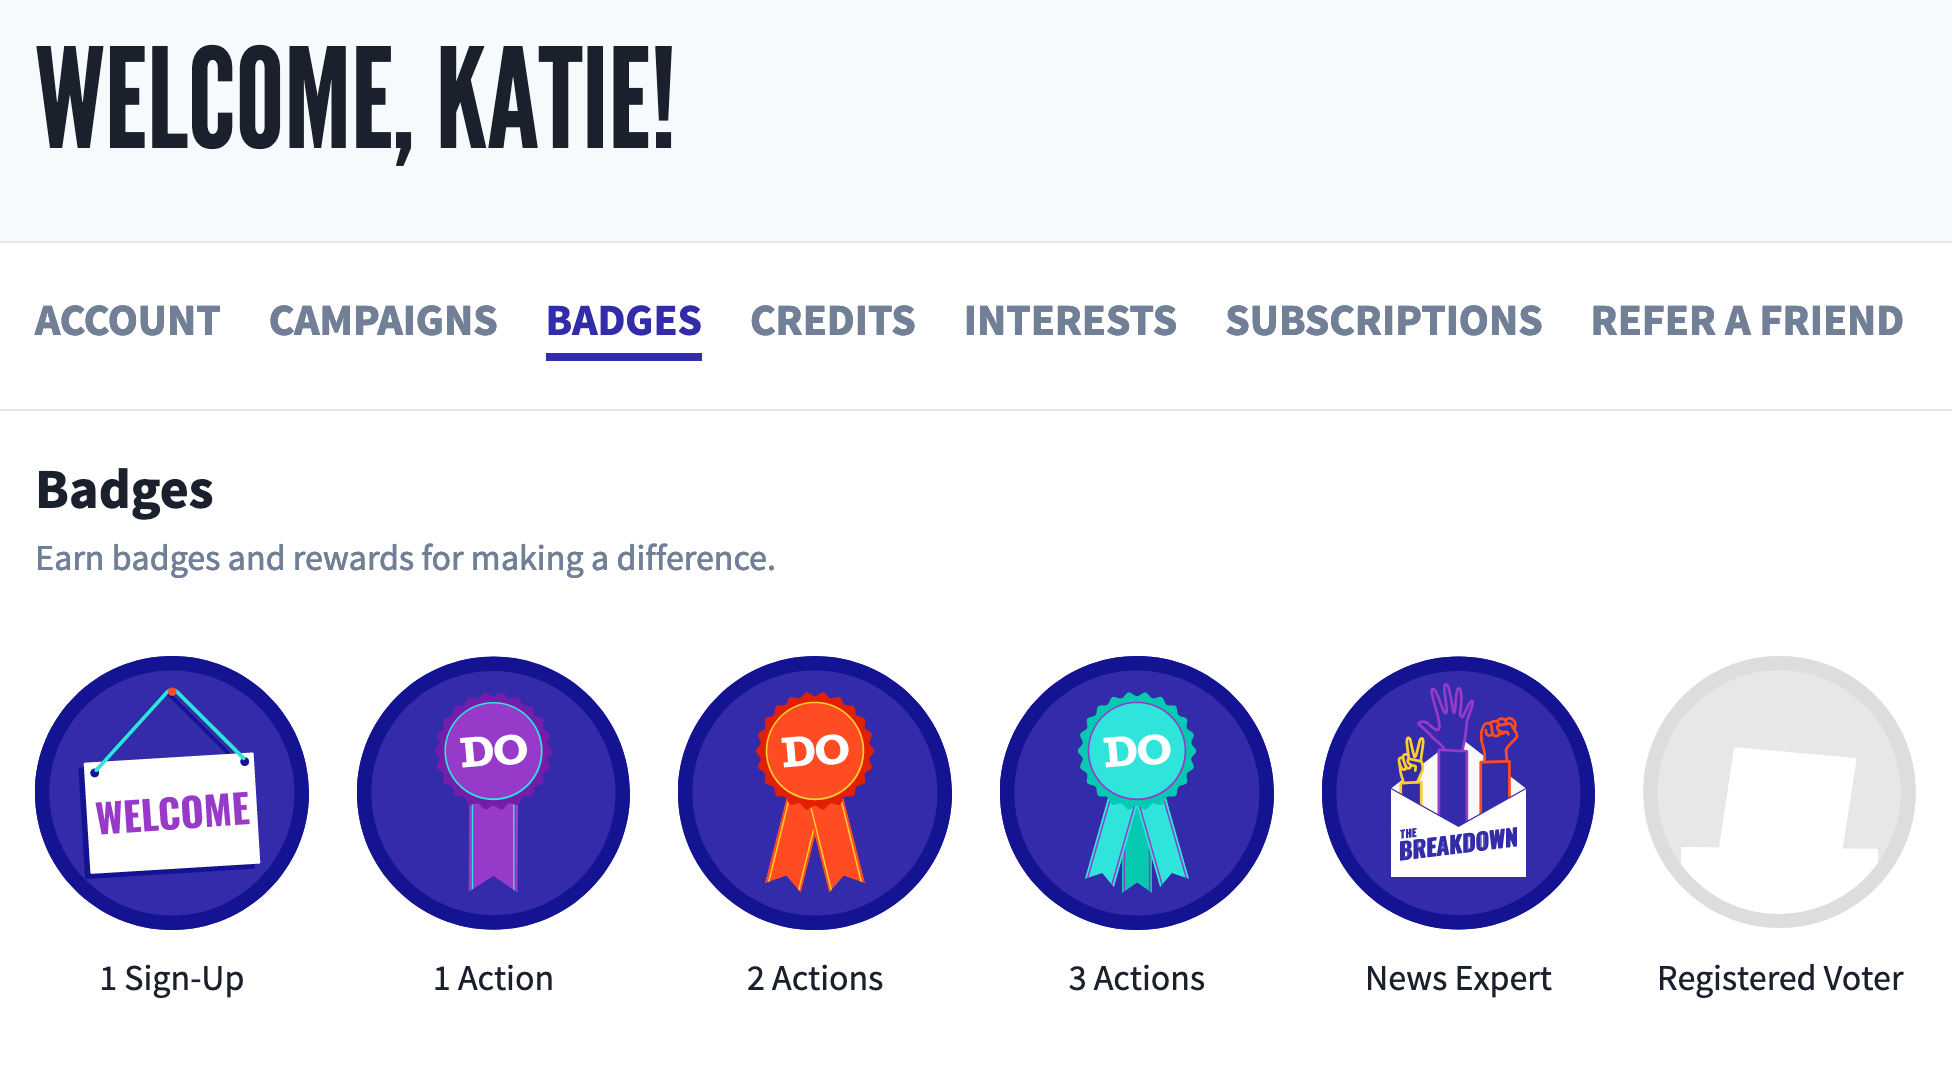 WELCOME, KATIE!
ACCOUNT CAMPAIGNS BADGES CREDITS INTERESTS SUBSCRIPTIONS REFER A FRIEND
Badges
Earn badges and rewards for making a difference.
WELCOME
DO
DO
DO
THE
BREAKDOWN
1 Sign-Up
1 Action
2 Actions
3 Actions
News Expert
Registered Voter